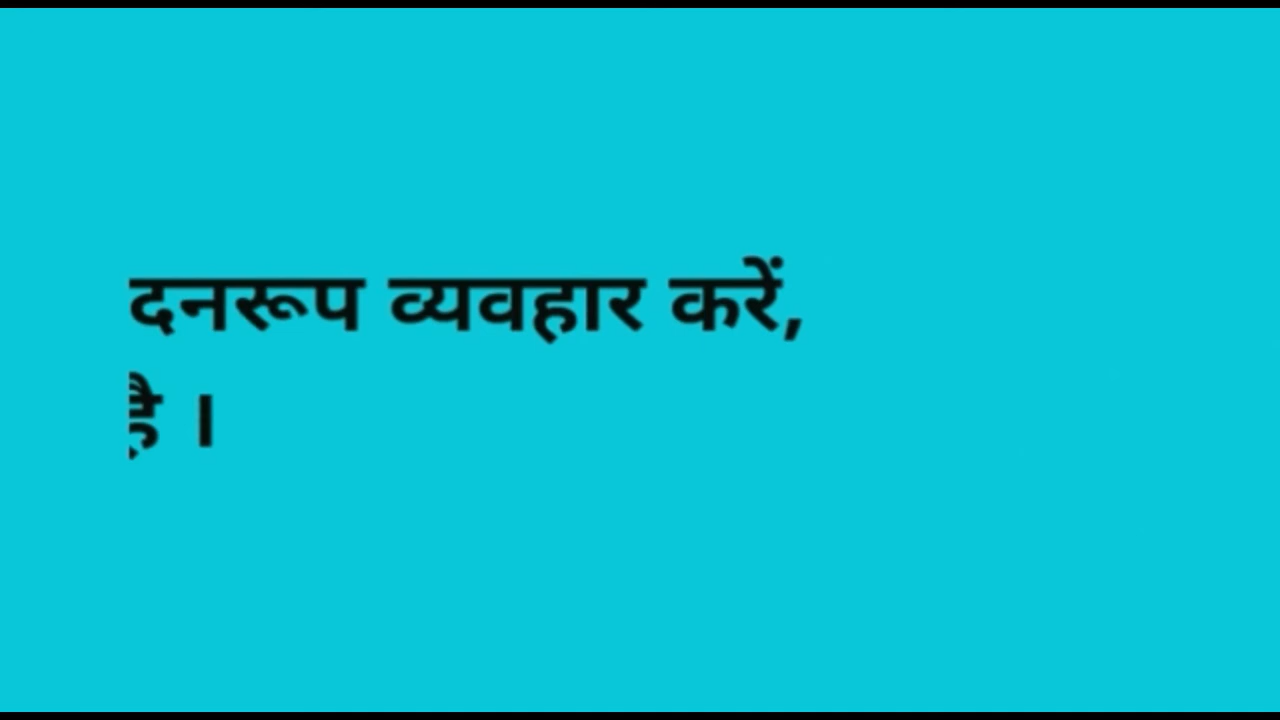 दनरूप व्यवहार करें,
है ।